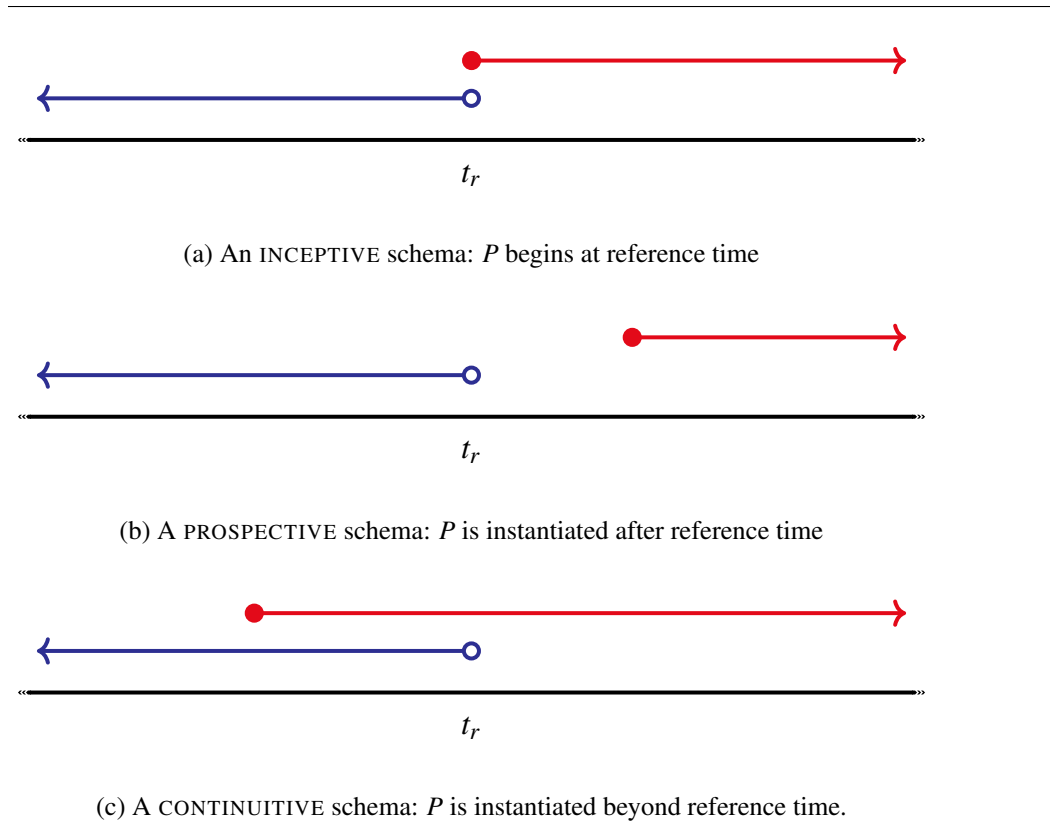 t_r
(a) An INCEPTIVE schema: P begins at reference time
t_r
(b) A PROSPECTIVE schema: P is instantiated after reference time
t_r
(c) A CONTINUITIVE schema: P is instantiated beyond reference time.